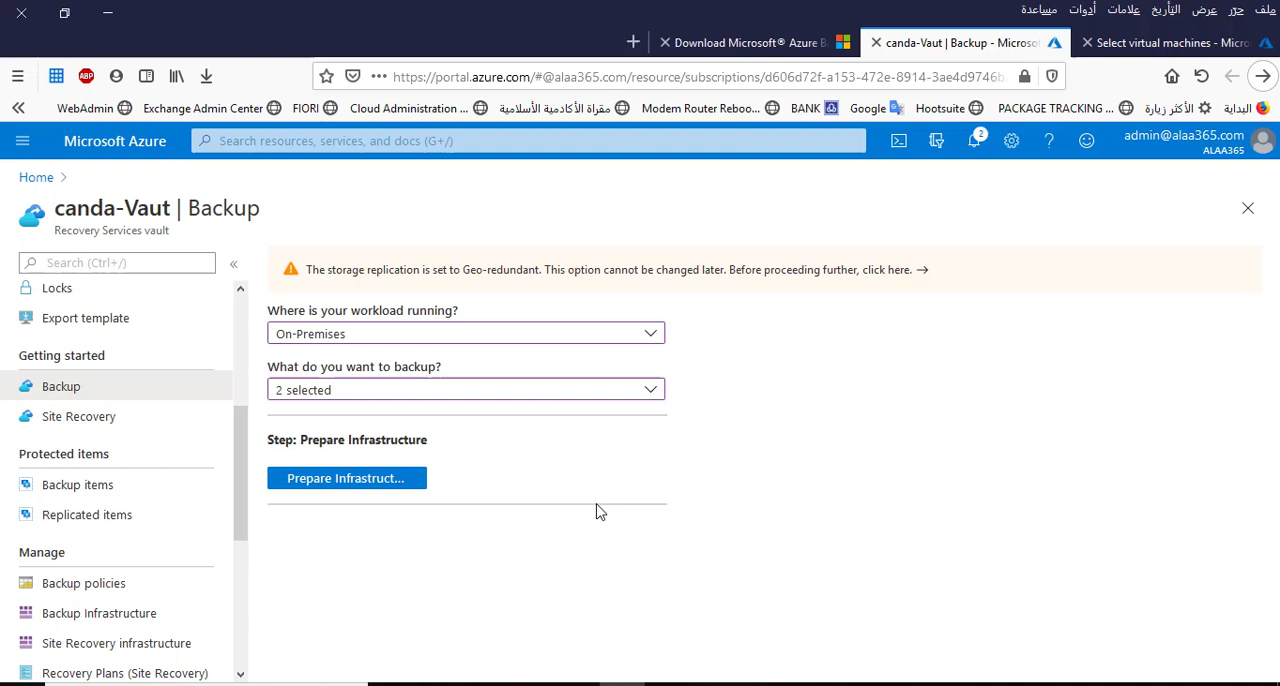 ملف حرّر عرض التأريخ علامات أدوات مساعدة
Download Microsoft® Azure B
canda-Vaut | Backup - Microsof
Select virtual machines - Micro
ABP
https://portal.azure.com/#@alaa365.com/resource/subscriptions/d606d72f-a153-472e-8914-3ae4d9746b
WebAdmin
Exchange Admin Center
FIORI
Cloud Administration ...
مقرأة الأكادمية الأسلامية
Modem Router Reboo...
BANK
Google
Hootsuite
PACKAGE TRACKING ...
الأكثر زيارة
البداية
Microsoft Azure
Search resources, services, and docs (G+/)
2
admin@alaa365.com
ALAA365
Home
canda-Vaut | Backup
Recovery Services vault
Search (Ctrl+/)
Locks
Export template
Getting started
Backup
Site Recovery
Protected items
Backup items
Replicated items
Manage
Backup policies
Backup Infrastructure
Site Recovery infrastructure
Recovery Plans (Site Recovery)
The storage replication is set to Geo-redundant. This option cannot be changed later. Before proceeding further, click here. →
Where is your workload running?
On-Premises
What do you want to backup?
2 selected
Step: Prepare Infrastructure
Prepare Infrastruct...